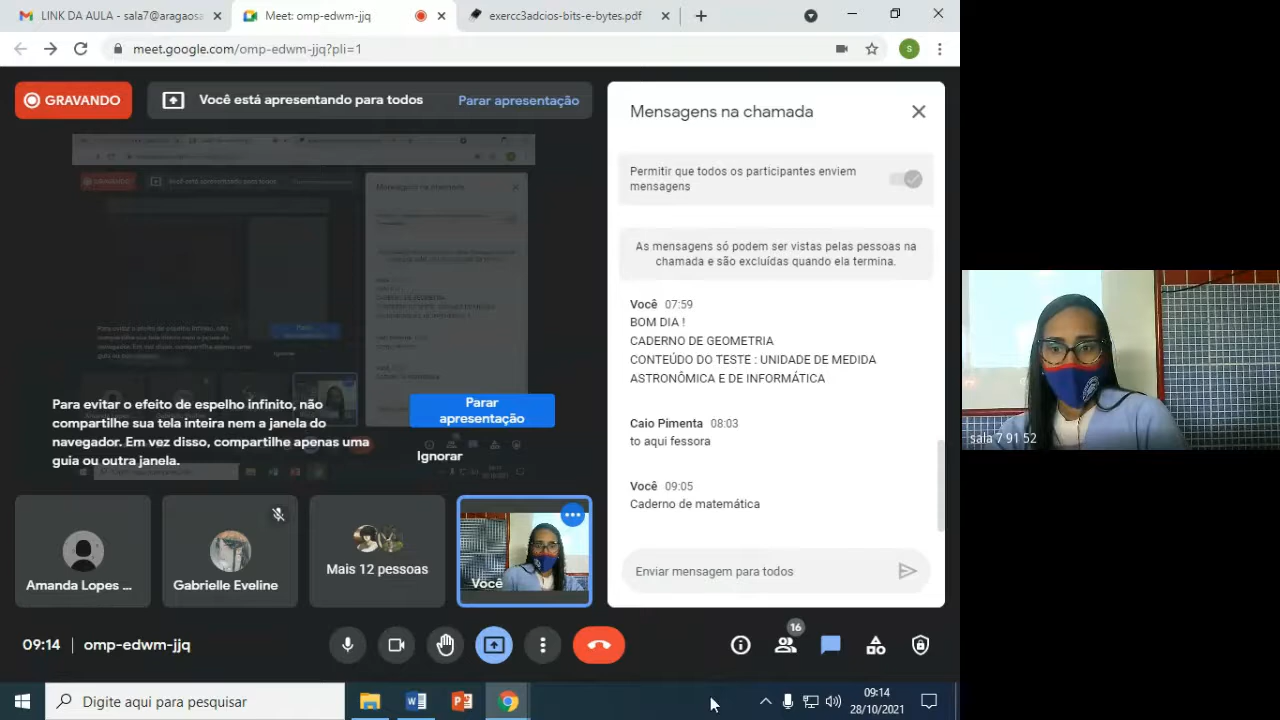 LINK DA AULA - sala7@aragaos
Meet: omp-edwm-jjq
exercc3adcios-bits-e-bytes.pdf
meet.google.com/omp-edwm-jjq?pli=1
S
GRAVANDO
Você está apresentando para todos
Parar apresentação
Mensagens na chamada
Permitir que todos os participantes enviem
mensagens
As mensagens só podem ser vistas pelas pessoas na
chamada e são excluídas quando ela termina.
Você 07:59
BOM DIA !
CADERNO DE GEOMETRIA
CONTEÚDO DO TESTE : UNIDADE DE MEDIDA
ASTRONÔMICA E DE INFORMÁTICA
Caio Pimenta 08:03
to aqui fessora
Você 09:05
Caderno de matemática
Enviar mensagem para todos
Para evitar o efeito de espelho infinito, não
compartilhe sua tela inteira nem a janela do
navegador. Em vez disso, compartilhe apenas uma
guia ou outra janela.
Parar
apresentação
Ignorar
Amanda Lopes ...
Gabrielle Eveline
Mais 12 pessoas
Você
sala 7 91 52
09:14 | omp-edwm-jjq
16
Digite aqui para pesquisar
09:14
28/10/2021